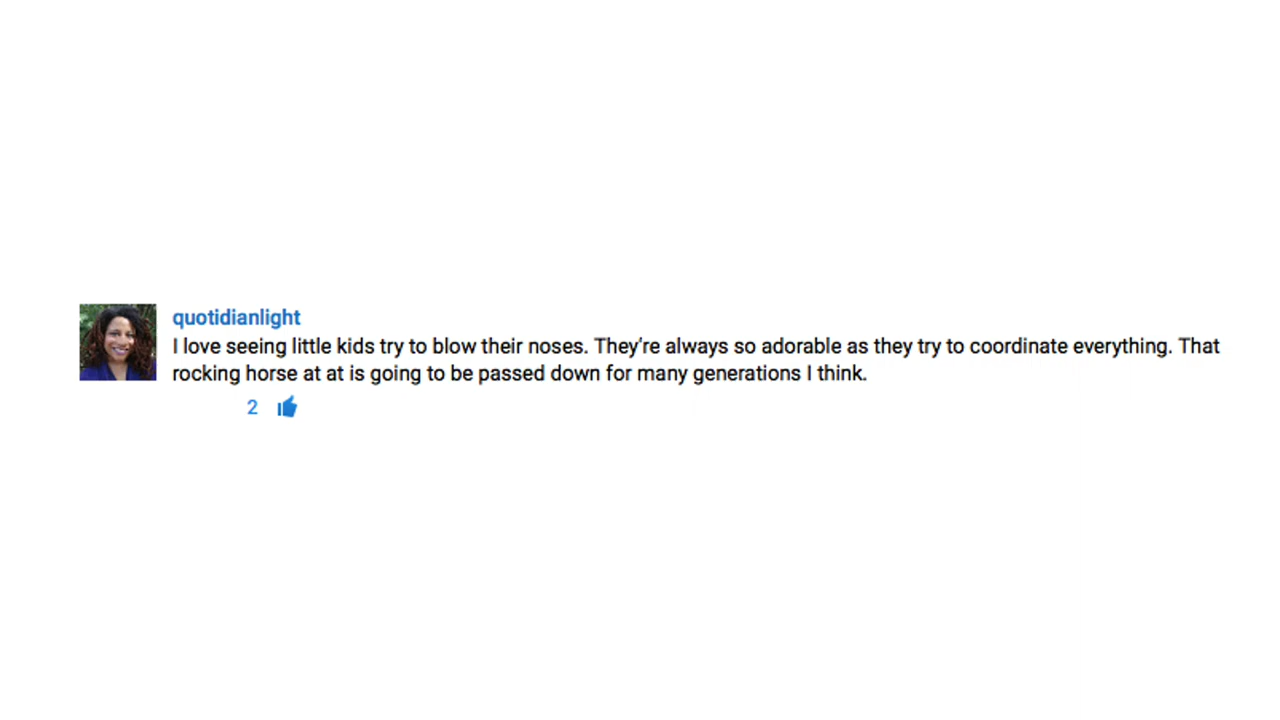 quotidianlight
I love seeing little kids try to blow their noses. They're always so adorable as they try to coordinate everything. That
rocking horse at at is going to be passed down for many generations I think.
2